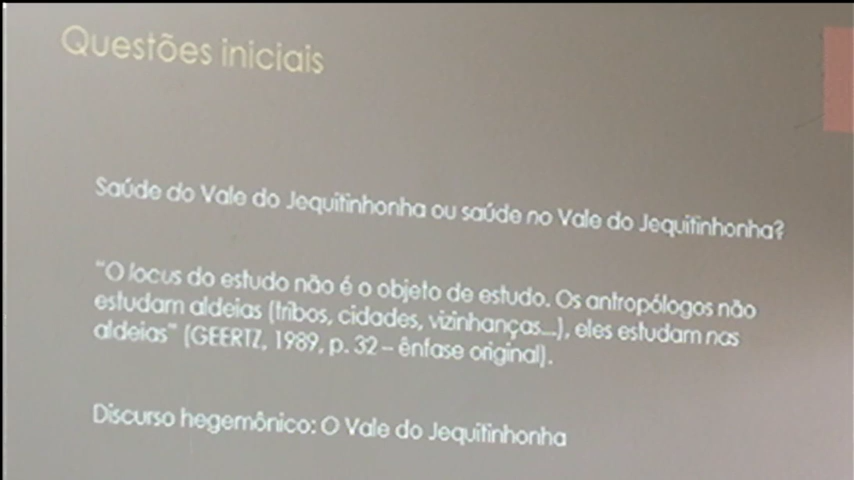 Questões iniciais
Saúde do Vale do Jequitinhonha ou saúde no Vale do Jequitinhonha?
"O locus do estudo não é o objeto de estudo. Os antropólogos não
estudam aldeias (tribos, cidades, vizinhanças...), eles estudam nas
aldeias" (GEERTZ, 1989, p. 32 – ênfase original).
Discurso hegemônico: O Vale do Jequitinhonha